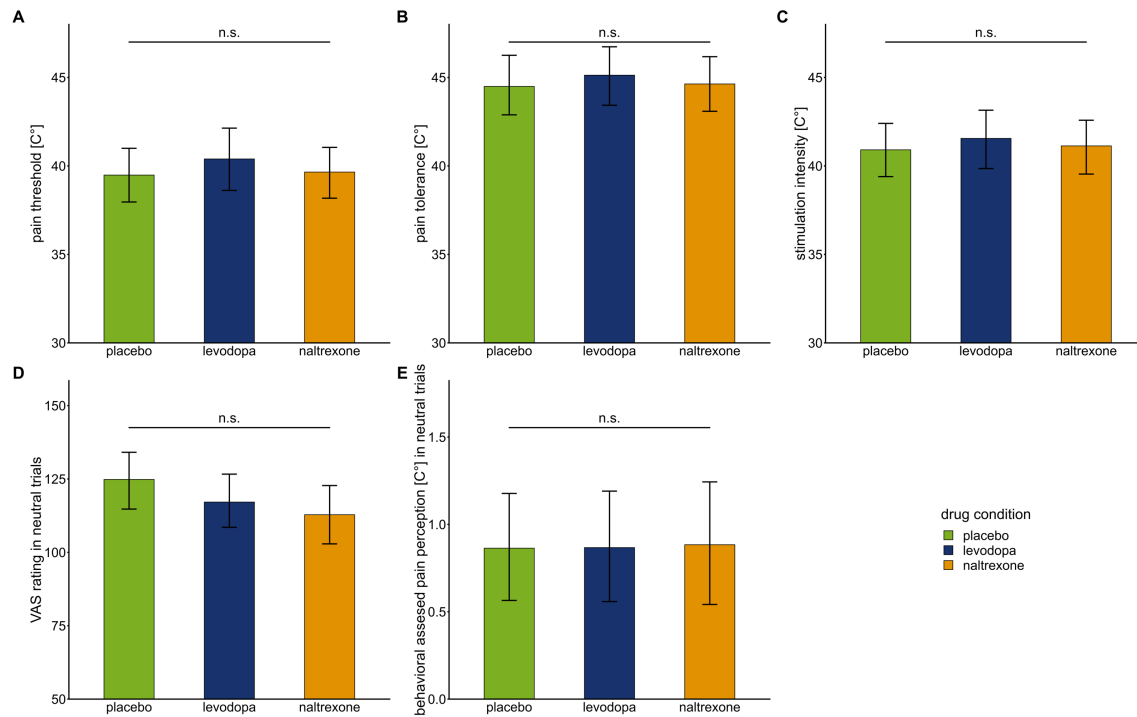 A
n.s.
pain threshold [C°]
45
40
35
30
placebo
levodopa
naltrexone
B
n.s.
pain tolerance [C°]
45
40
35
30
placebo
levodopa
naltrexone
C
n.s.
stimulation intensity [C°]
45
40
35
30
placebo
levodopa
naltrexone
D
n.s.
VAS rating in neutral trials
150
125
100
75
50
placebo
levodopa
naltrexone
E
n.s.
behavioral assesed pain perception [C°] in neutral trials
1.5
1.0
0.5
0.0
placebo
levodopa
naltrexone
drug condition
placebo
levodopa
naltrexone